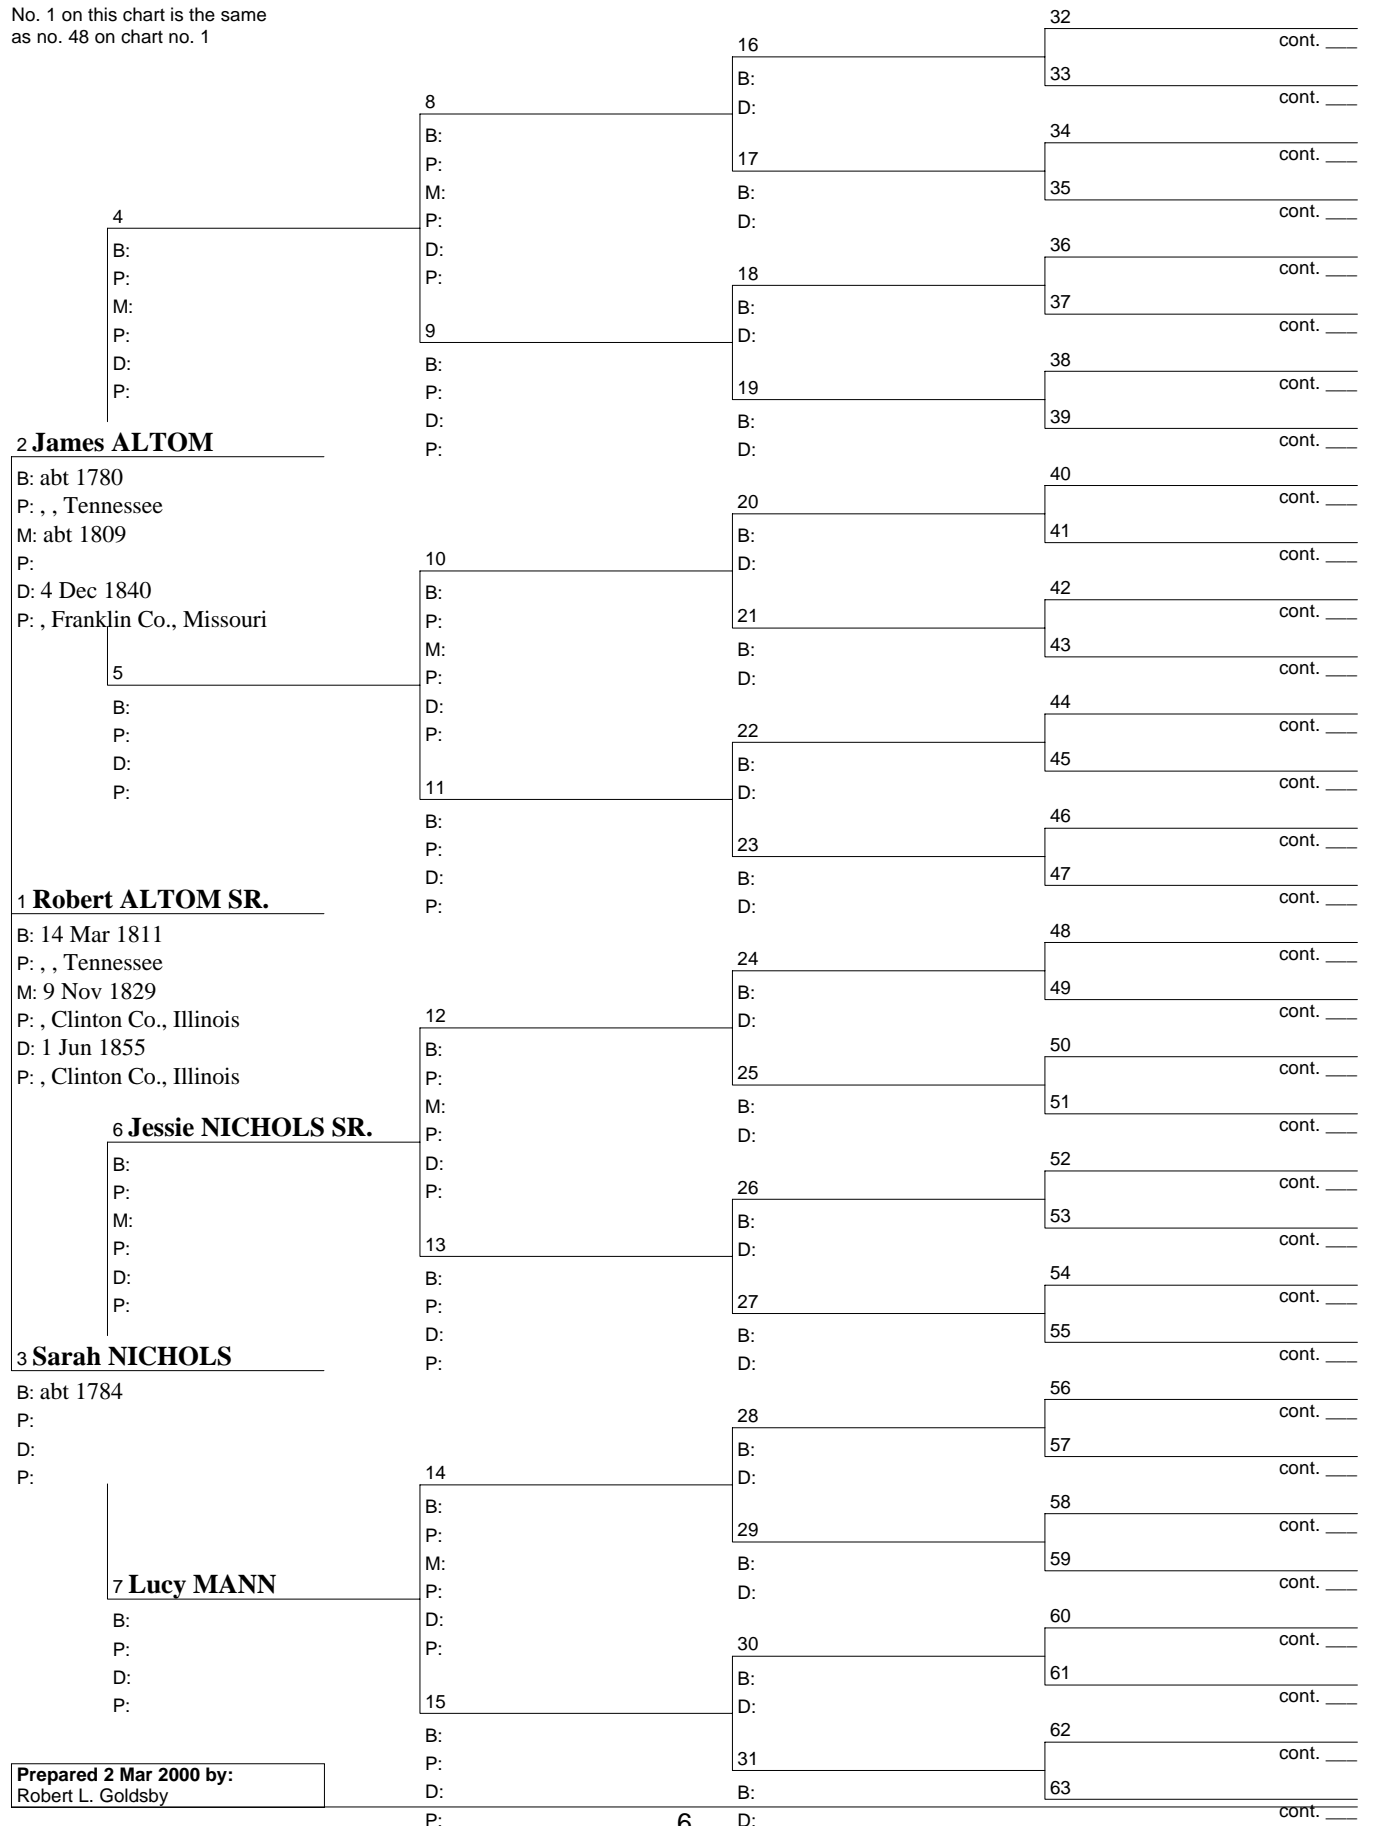 No. 1 on this chart is the same
as no. 48 on chart no. 1
4
B:
P:
M:
P:
D:
P:
2 James ALTOM
B: abt 1780
P: , , Tennessee
M: abt 1809
P:
D: 4 Dec 1840
P: , Franklin Co., Missouri
5
B:
P:
D:
P:
1 Robert ALTOM SR.
B: 14 Mar 1811
P: , , Tennessee
M: 9 Nov 1829
P: , Clinton Co., Illinois
D: 1 Jun 1855
P: , Clinton Co., Illinois
6 Jessie NICHOLS SR.
B:
P:
M:
P:
D:
P:
3 Sarah NICHOLS
B: abt 1784
P:
D:
P:
7 Lucy MANN
B:
P:
D:
P:
Prepared 2 Mar 2000 by:
Robert L. Goldsby
8
B:
P:
M:
P:
D:
P:
9
B:
P:
D:
P:
10
B:
P:
M:
P:
D:
P:
11
B:
P:
D:
P:
12
B:
P:
M:
P:
D:
P:
13
B:
P:
D:
P:
14
B:
P:
M:
P:
D:
P:
15
B:
P:
D:
P:
16
B:
D:
17
B:
D:
18
B:
D:
19
B:
D:
20
B:
D:
21
B:
D:
22
B:
D:
23
B:
D:
24
B:
D:
25
B:
D:
26
B:
D:
27
B:
D:
28
B:
D:
29
B:
D:
30
B:
D:
31
B:
D:
32
cont. ___
33
cont. ___
34
cont. ___
35
cont. ___
36
cont. ___
37
cont. ___
38
cont. ___
39
cont. ___
40
cont. ___
41
cont. ___
42
cont. ___
43
cont. ___
44
cont. ___
45
cont. ___
46
cont. ___
47
cont. ___
48
cont. ___
49
cont. ___
50
cont. ___
51
cont. ___
52
cont. ___
53
cont. ___
54
cont. ___
55
cont. ___
56
cont. ___
57
cont. ___
58
cont. ___
59
cont. ___
60
cont. ___
61
cont. ___
62
cont. ___
63
cont. ___
6